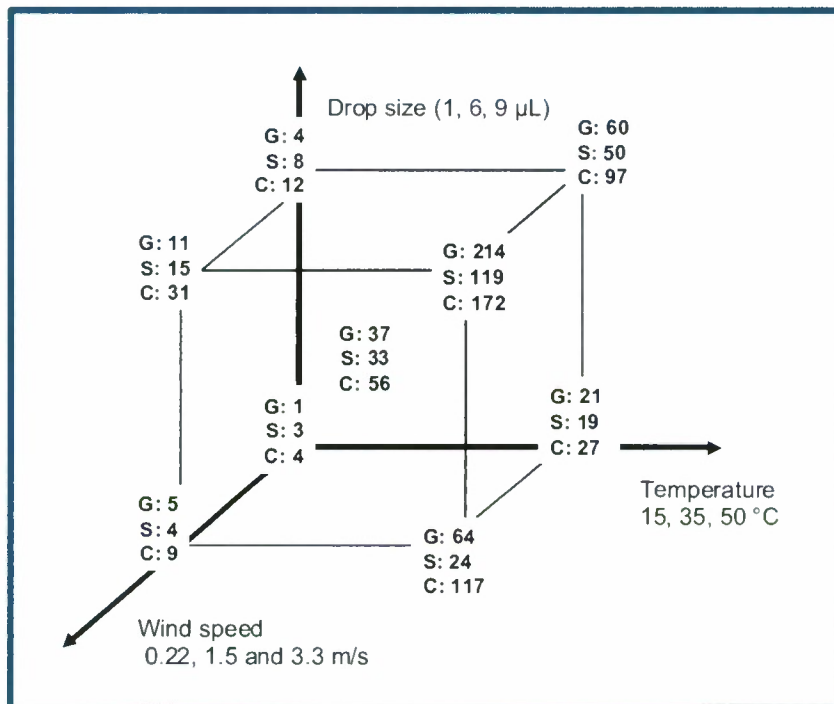 Drop size (1, 6, 9 µL)
G: 4
S: 8
C: 12
G: 60
S: 50
C: 97
G: 11
S: 15
C: 31
G: 214
S: 119
C: 172
G: 37
S: 33
C: 56
G: 1
S: 3
C: 4
G: 21
S: 19
C: 27
Temperature
15, 35, 50 °C
G: 5
S: 4
C: 9
G: 64
S: 24
C: 117
Wind speed
0.22, 1.5 and 3.3 m/s